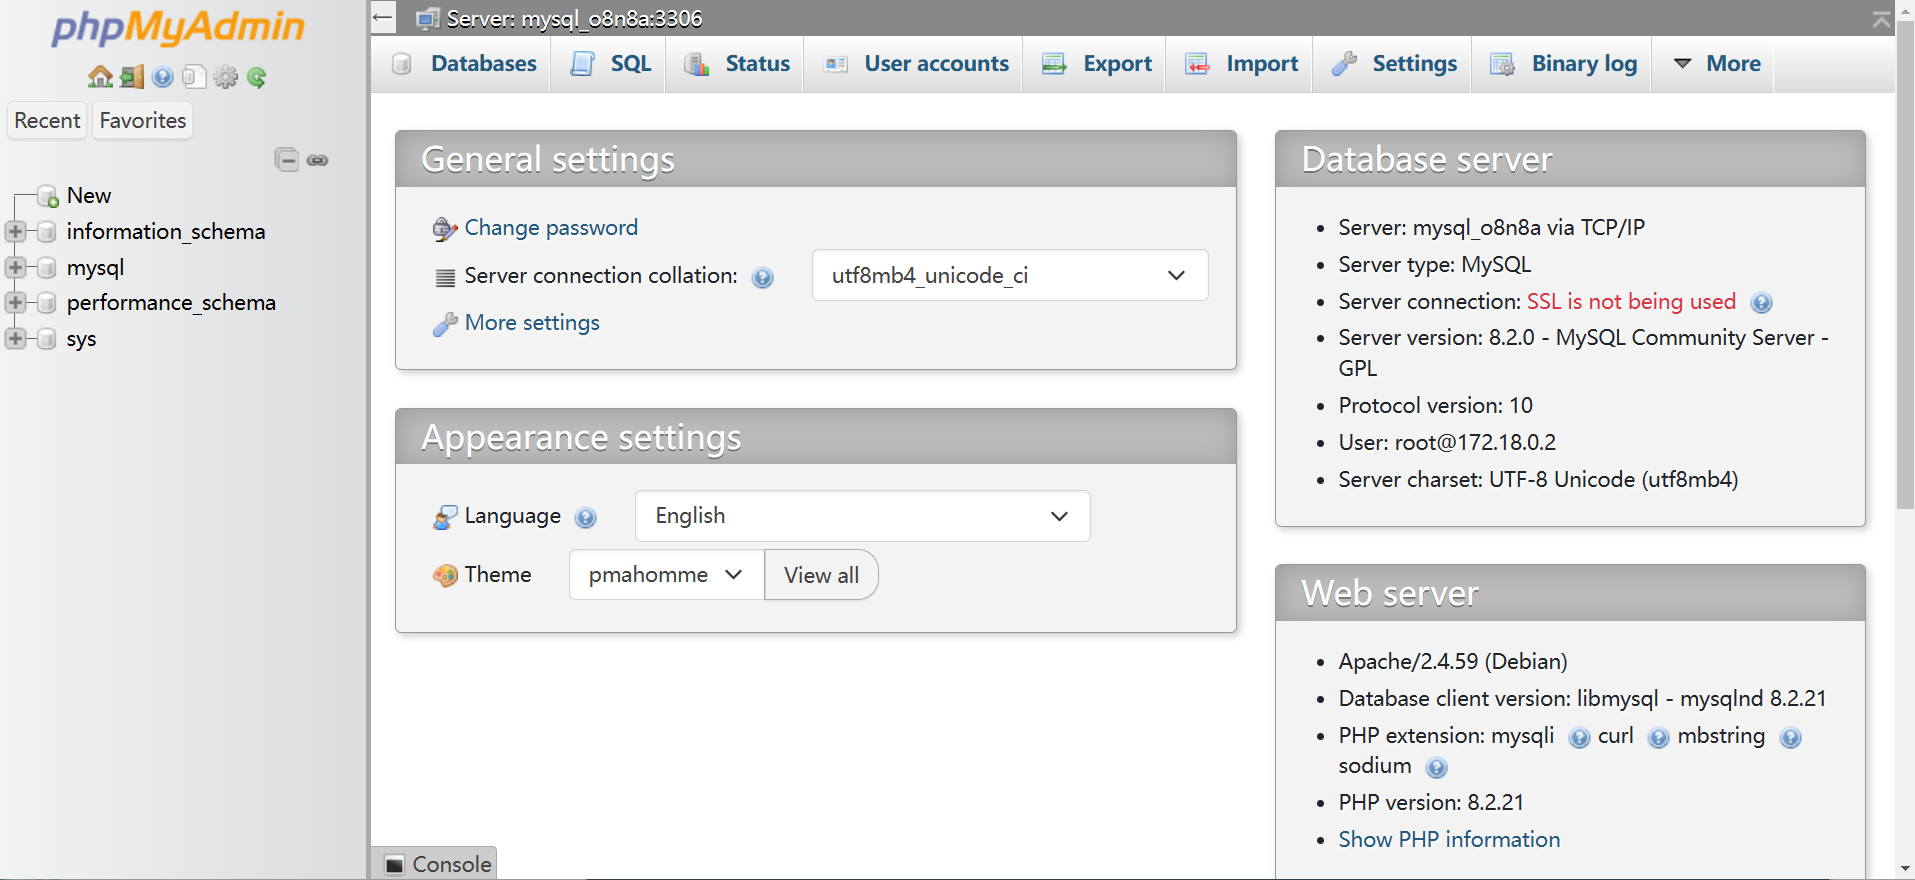 phpMyAdmin
Recent
Favorites
New
information_schema
mysql
performance_schema
sys
Server: mysql_o8n8a:3306
Databases
SQL
Status
User accounts
Export
Import
Settings
Binary log
More
General settings
Change password
Server connection collation:
utf8mb4_unicode_ci
More settings
Appearance settings
Language
English
Theme
pmahomme
View all
Database server
Server: mysql_o8n8a via TCP/IP
Server type: MySQL
Server connection: SSL is not being used
Server version: 8.2.0 - MySQL Community Server -
GPL
Protocol version: 10
User: root@172.18.0.2
Server charset: UTF-8 Unicode (utf8mb4)
Web server
Apache/2.4.59 (Debian)
Database client version: libmysql - mysqlnd 8.2.21
PHP extension: mysqli curl mbstring
sodium
PHP version: 8.2.21
Show PHP information
Console